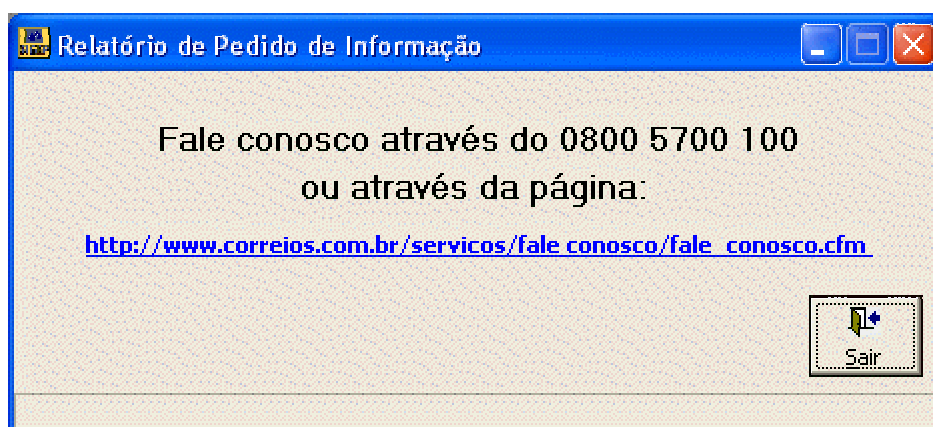 Relatório de Pedido de Informação
Fale conosco através do 0800 5700 100
ou através da página:
http://www.correios.com.br/servicos/fale conosco/fale_conosco.cfm
Sair